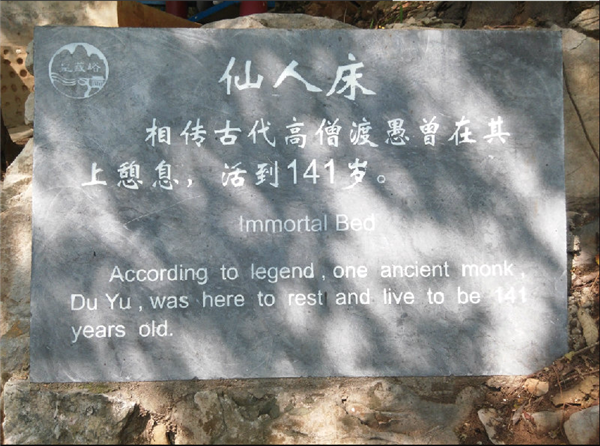 仙人床
相传古代高僧渡愚曾在其
上憩息，活到141岁。
Immortal Bed
According to legend, one ancient monk,
Du Yu, was here to rest and live to be 141
years old.